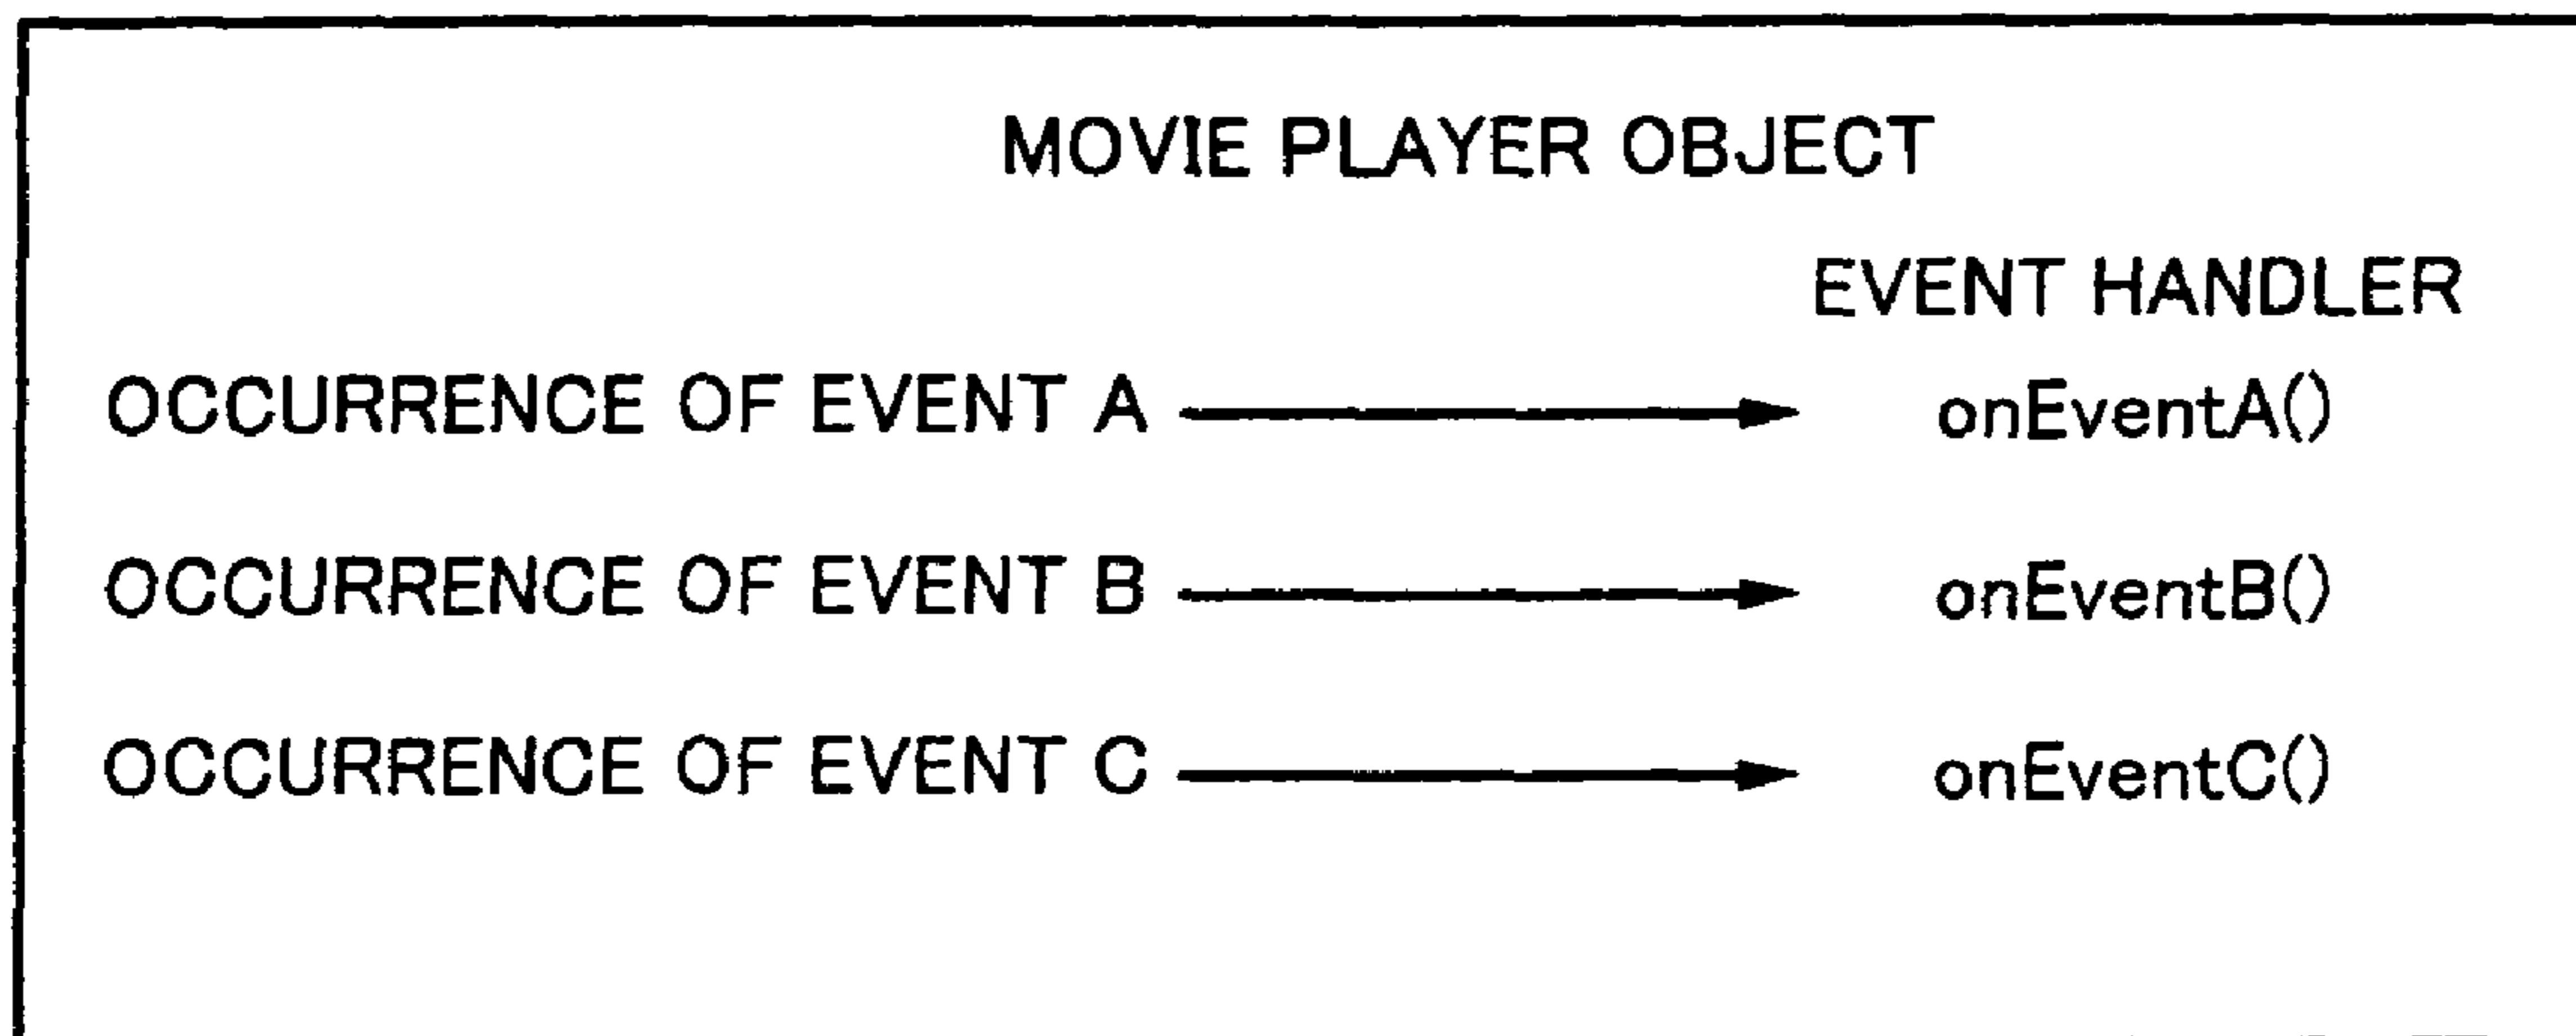 MOVIE PLAYER OBJECT
EVENT HANDLER
OCCURRENCE OF EVENT A onEventA()
OCCURRENCE OF EVENT B onEventB()
OCCURRENCE OF EVENT C onEventC()